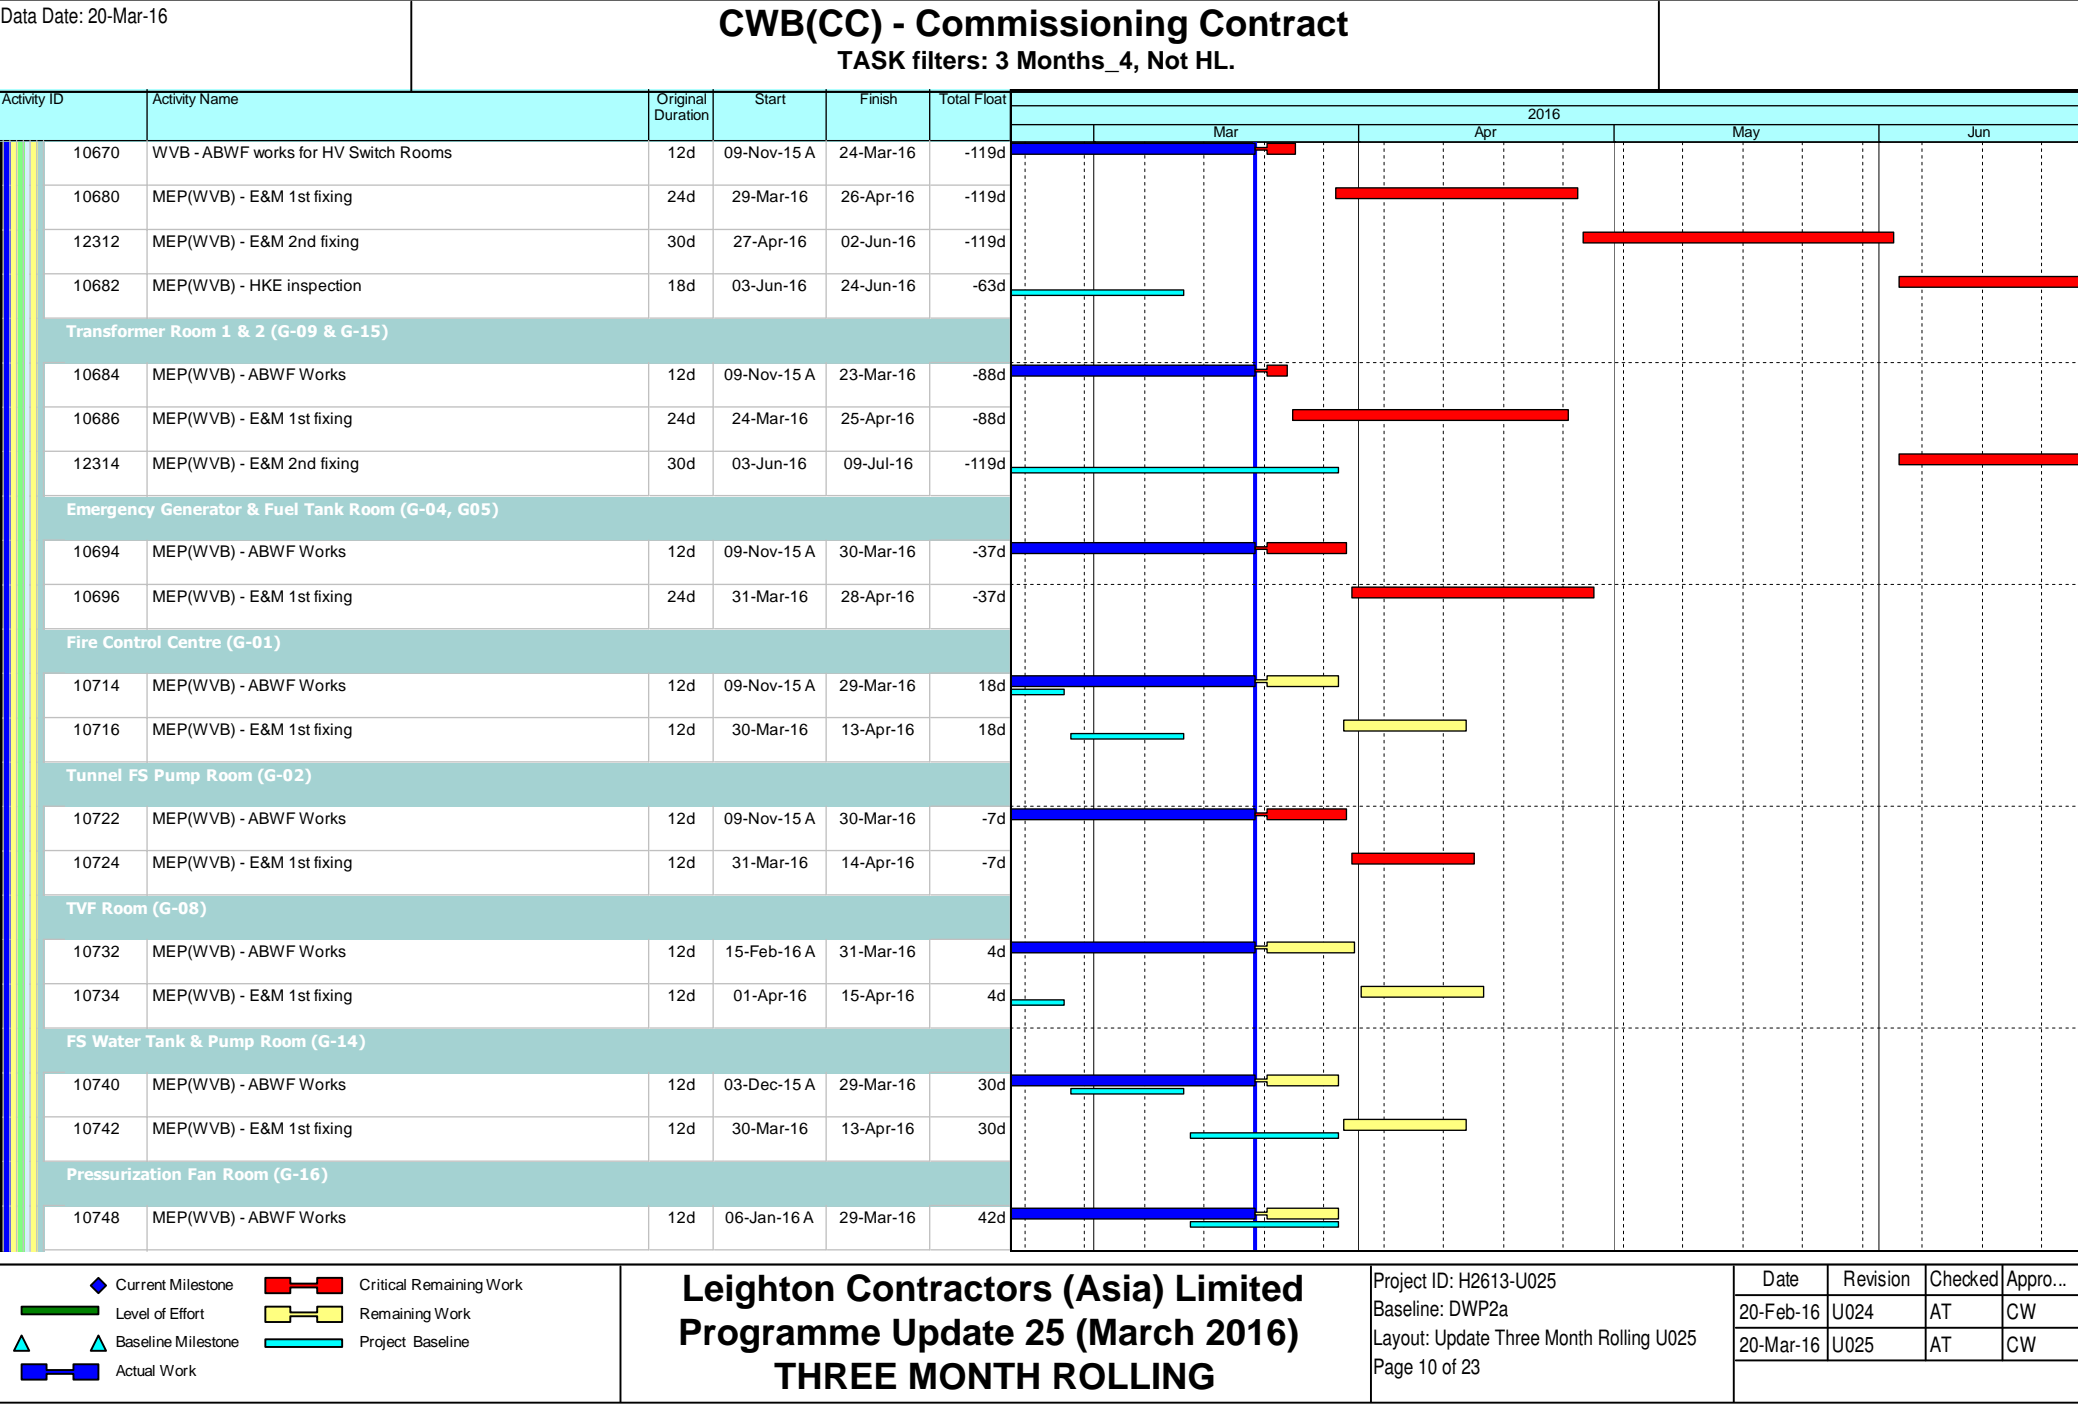 Data Date: 20-Mar-16
CWB(CC) - Commissioning Contract
TASK filters: 3 Months_4, Not HL.
Activity ID Activity Name Original Duration Start Finish Total Float
2016
Mar Apr May Jun
10670 WVB - ABWF works for HV Switch Rooms 12d 09-Nov-15 A 24-Mar-16 -119d
10680 MEP(WVB) - E&M 1st fixing 24d 29-Mar-16 26-Apr-16 -119d
12312 MEP(WVB) - E&M 2nd fixing 30d 27-Apr-16 02-Jun-16 -119d
10682 MEP(WVB) - HKE inspection 18d 03-Jun-16 24-Jun-16 -63d
Transformer Room 1 & 2 (G-09 & G-15)
10684 MEP(WVB) - ABWF Works 12d 09-Nov-15 A 23-Mar-16 -88d
10686 MEP(WVB) - E&M 1st fixing 24d 24-Mar-16 25-Apr-16 -88d
12314 MEP(WVB) - E&M 2nd fixing 30d 03-Jun-16 09-Jul-16 -119d
Emergency Generator & Fuel Tank Room (G-04, G05)
10694 MEP(WVB) - ABWF Works 12d 09-Nov-15 A 30-Mar-16 -37d
10696 MEP(WVB) - E&M 1st fixing 24d 31-Mar-16 28-Apr-16 -37d
Fire Control Centre (G-01)
10714 MEP(WVB) - ABWF Works 12d 09-Nov-15 A 29-Mar-16 18d
10716 MEP(WVB) - E&M 1st fixing 12d 30-Mar-16 13-Apr-16 18d
Tunnel FS Pump Room (G-02)
10722 MEP(WVB) - ABWF Works 12d 09-Nov-15 A 30-Mar-16 -7d
10724 MEP(WVB) - E&M 1st fixing 12d 31-Mar-16 14-Apr-16 -7d
TVF Room (G-08)
10732 MEP(WVB) - ABWF Works 12d 15-Feb-16 A 31-Mar-16 4d
10734 MEP(WVB) - E&M 1st fixing 12d 01-Apr-16 15-Apr-16 4d
FS Water Tank & Pump Room (G-14)
10740 MEP(WVB) - ABWF Works 12d 03-Dec-15 A 29-Mar-16 30d
10742 MEP(WVB) - E&M 1st fixing 12d 30-Mar-16 13-Apr-16 30d
Pressurization Fan Room (G-16)
10748 MEP(WVB) - ABWF Works 12d 06-Jan-16 A 29-Mar-16 42d
Current Milestone Critical Remaining Work
Level of Effort Remaining Work
Baseline Milestone Project Baseline
Actual Work
Leighton Contractors (Asia) Limited
Programme Update 25 (March 2016)
THREE MONTH ROLLING
Project ID: H2613-U025
Baseline: DWP2a
Layout: Update Three Month Rolling U025
Page 10 of 23
Date Revision Checked Appro...
20-Feb-16 U024 AT CW
20-Mar-16 U025 AT CW